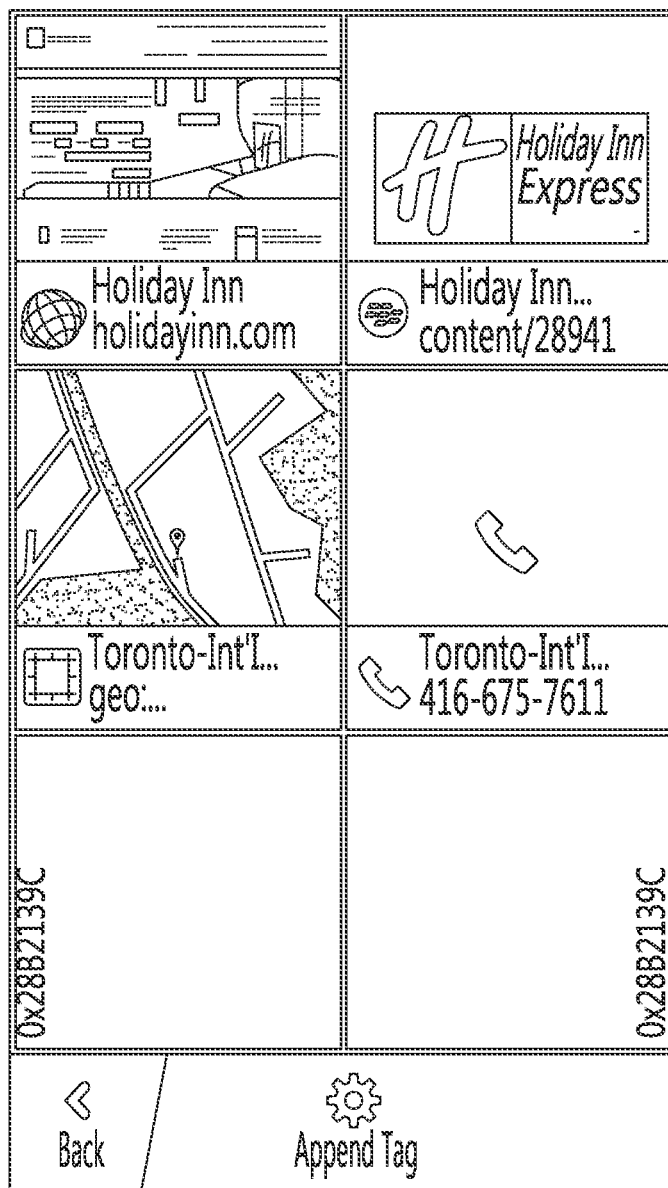 Holiday Inn
Express
Holiday Inn
holidayinn.com
Holiday Inn...
content/28941
Toronto-Int'l...
geo:...
Toronto-Int'l...
416-675-7611
0x28B2139C
0x28B2139C
Back
Append Tag